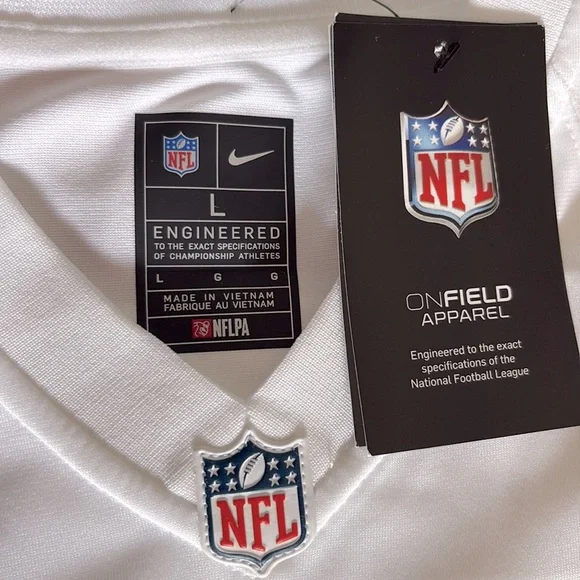 NFL
L
ENGINEERED
TO THE EXACT SPECIFICATIONS
OF CHAMPIONSHIP ATHLETES
L G G
MADE IN VIETNAM
FABRIQUE AU VIETNAM
NFLPA
NFL
ONFIELD
APPAREL
Engineered to the exact
specifications of the
National Football League
NFL